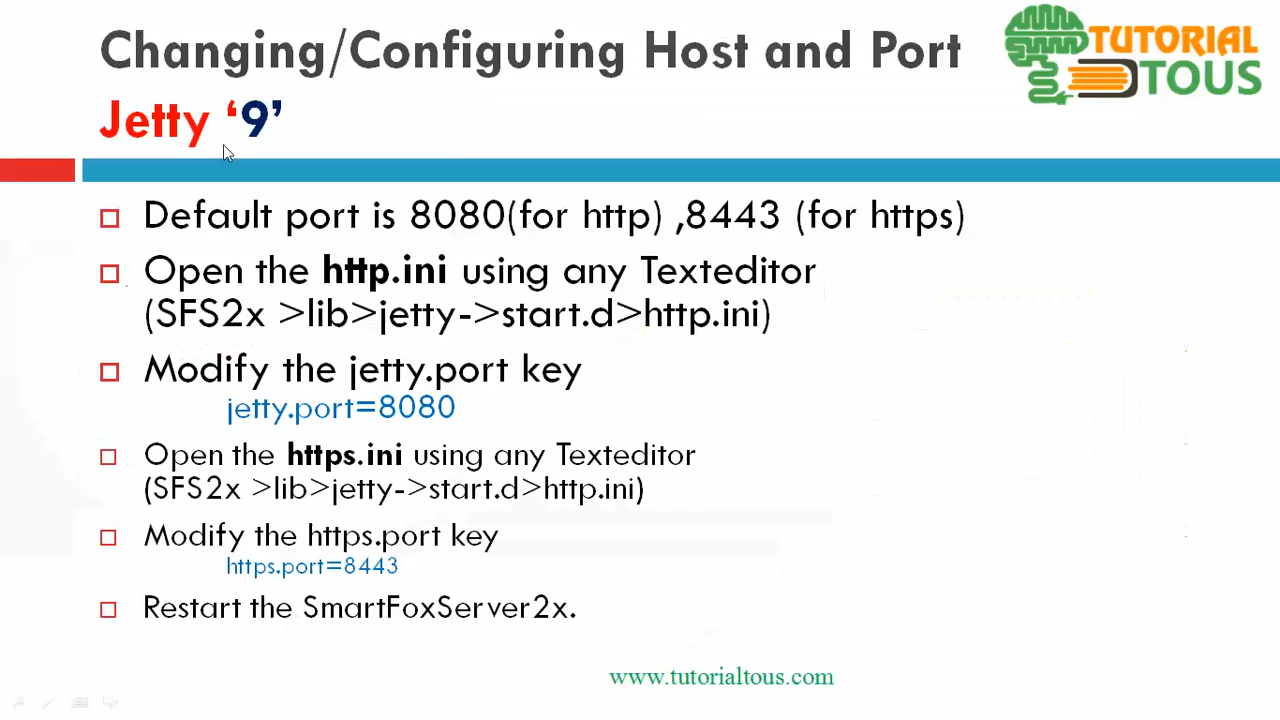 Changing/Configuring Host and Port
Jetty ‘9’
TUTORIAL
TOUS
Default port is 8080(for http) ,8443 (for https)
Open the http.ini using any Texteditor
(SFS2x >lib>jetty->start.d>http.ini)
Modify the jetty.port key
jetty.port=8080
Open the https.ini using any Texteditor
(SFS2x >lib>jetty->start.d>http.ini)
Modify the https.port key
https.port=8443
Restart the SmartFoxServer2x.
www.tutorialtous.com